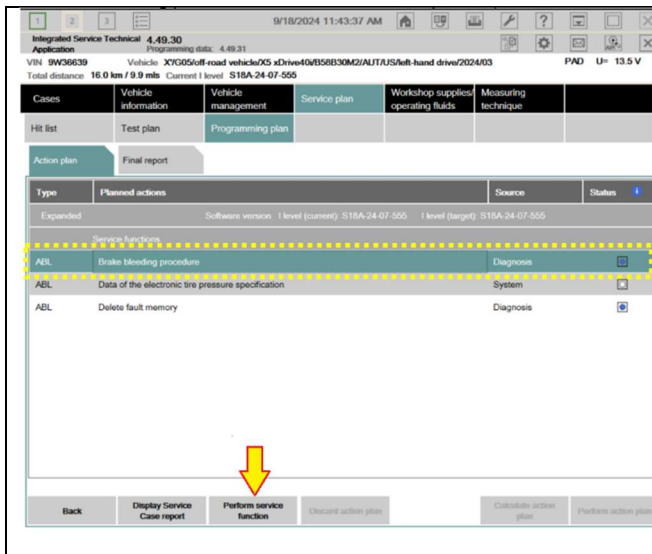 1 2 3 9/18/2024 11:43:37 AM ?
Integrated Service Technical Application 4.49.30
Programming data: 4.49.31
VIN 9W36639 Vehicle X'/G05/off-road vehicle/X5 xDrive40i/B58B30M2/AUT/US/left-hand drive/2024/03 PAD U= 13.5 V
Total distance 16.0 km / 9.9 mls Current I level S18A-24-07-555
Cases Vehicle information Vehicle management Service plan Workshop supplies/ operating fluids Measuring technique
Hit list Test plan Programming plan
Action plan Final report
Type Planned actions Source Status i
Expanded Software version I level (current): S18A-24-07-555 I level (target): S18A-24-07-555
Service functions
ABL Brake bleeding procedure Diagnosis
ABL Data of the electronic tire pressure specification System
ABL Delete fault memory Diagnosis
Back Display Service Case report Perform service function Discard action plan Calculate action plan Perform action plan